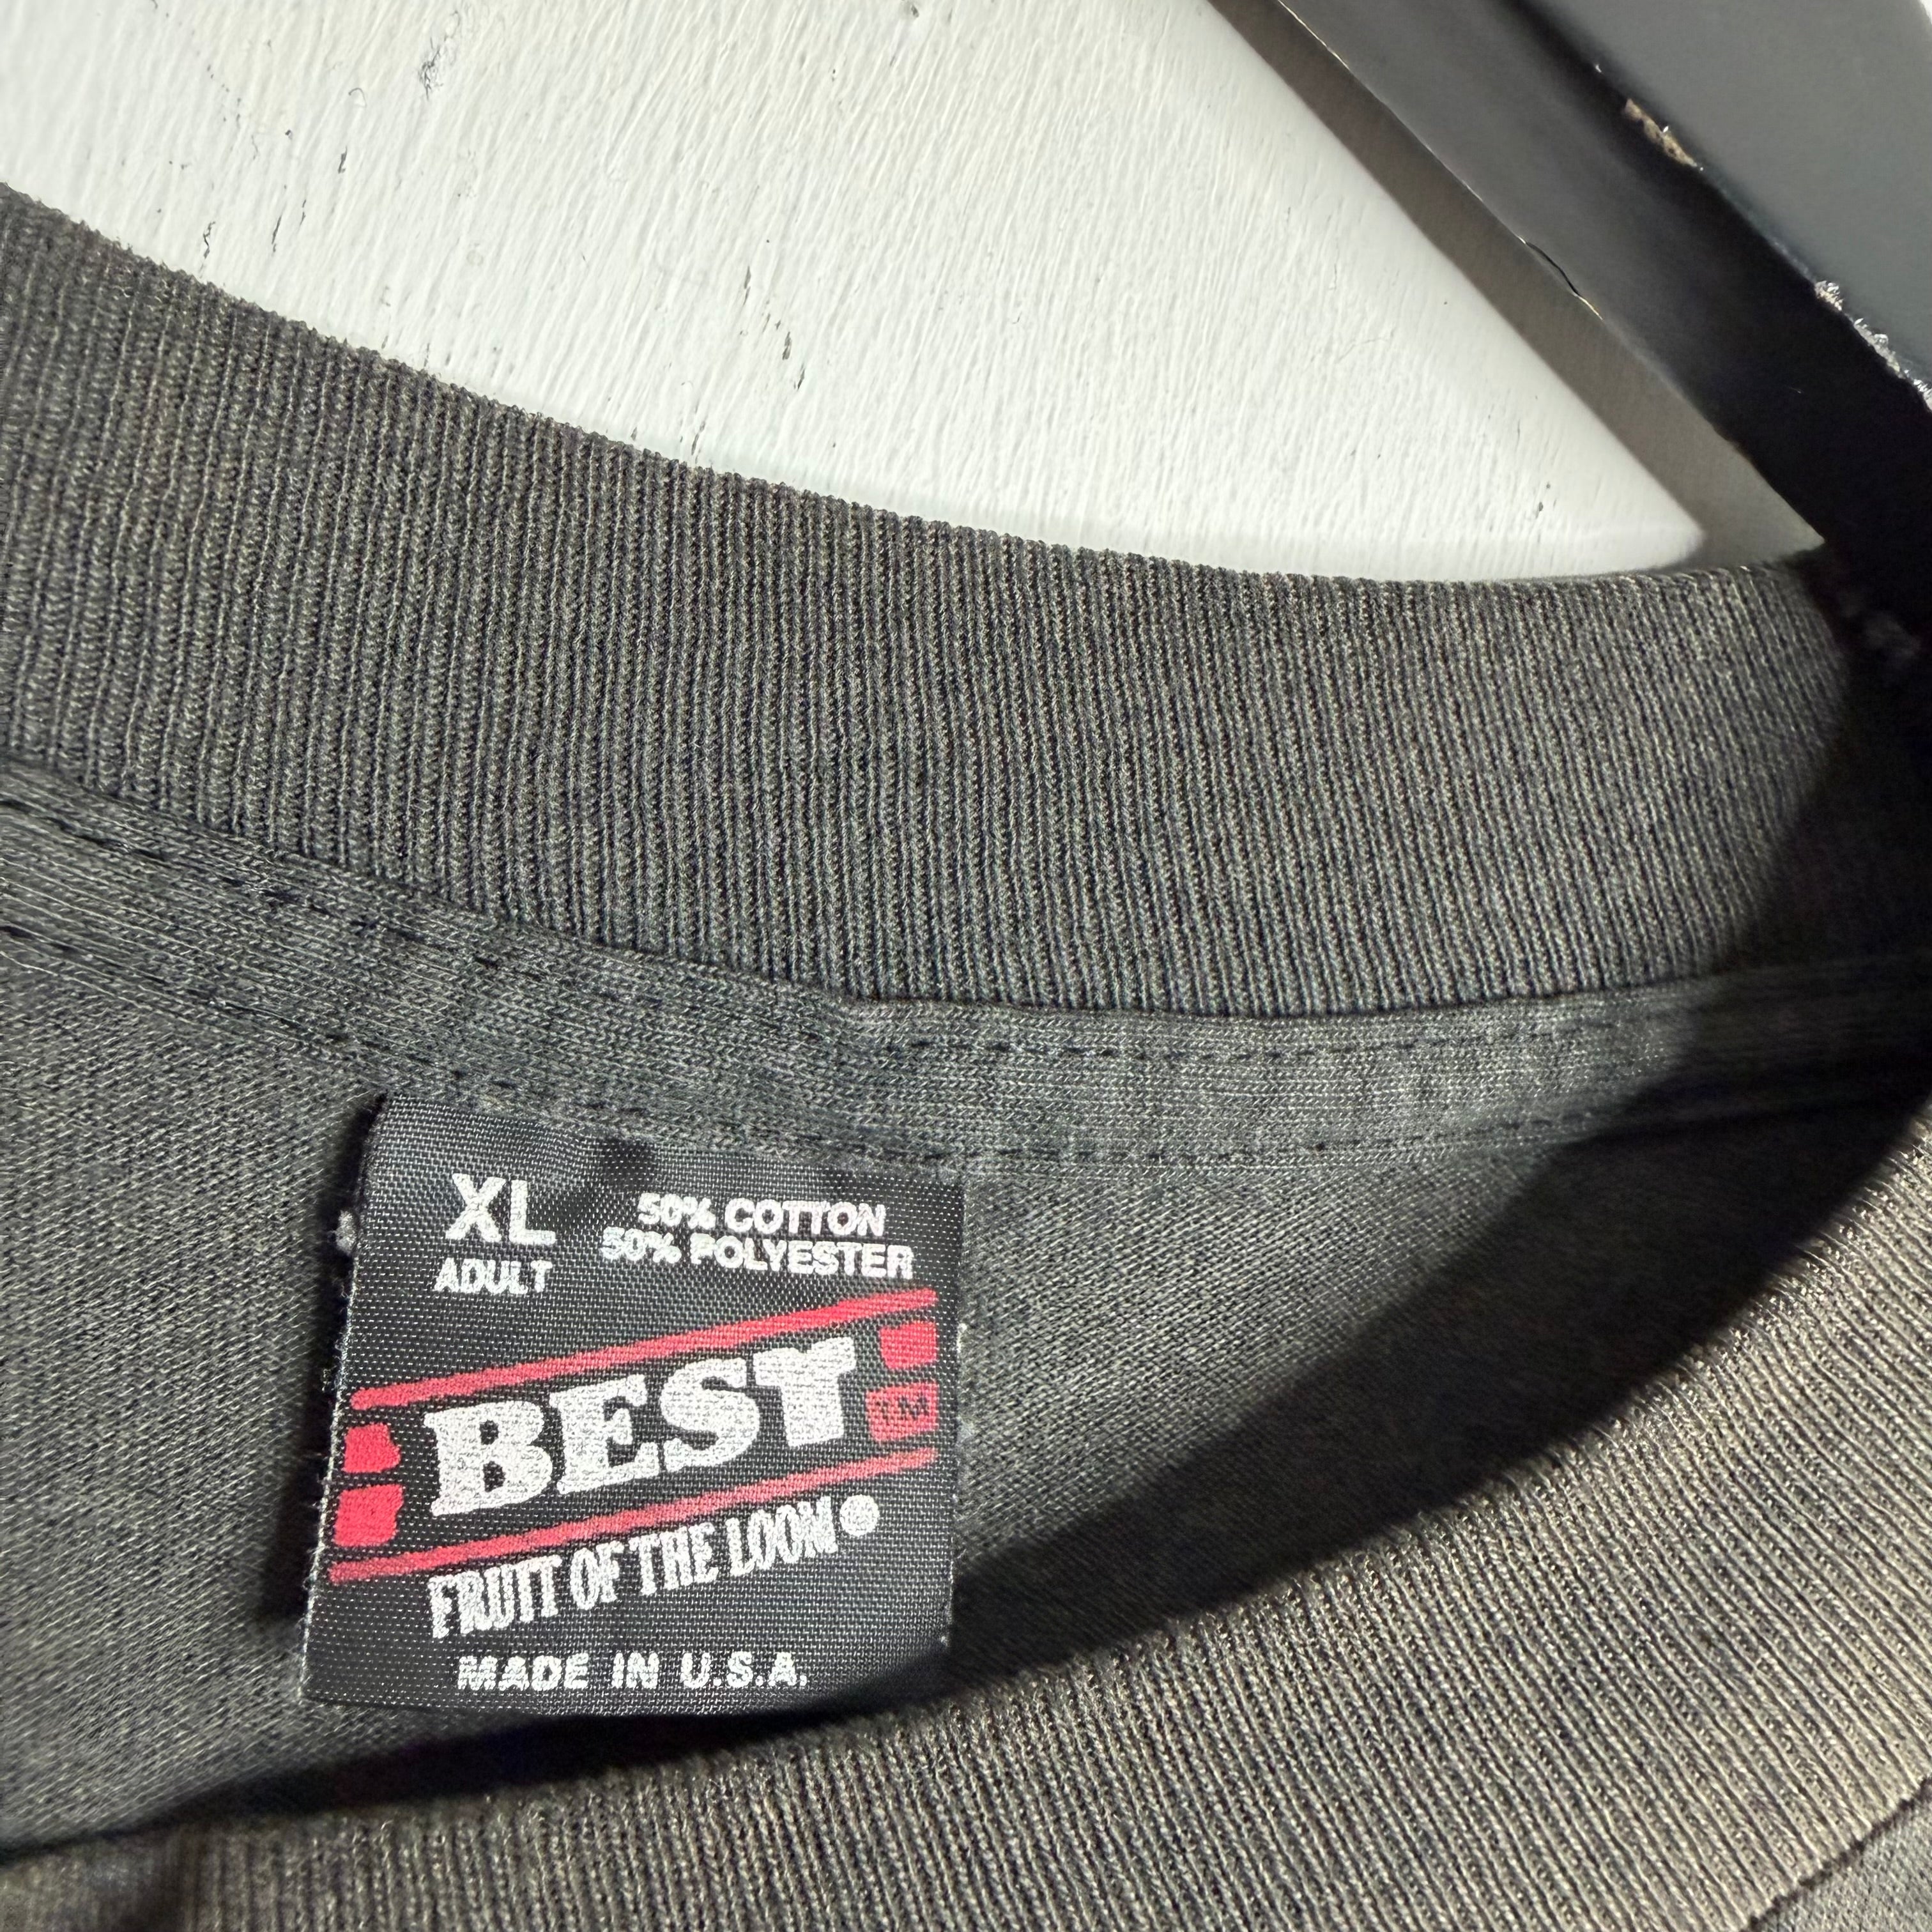 XL
ADULT
50% COTTON
50% POLYESTER
BEST
TM
FRUIT OF THE LOOM
MADE IN U.S.A.